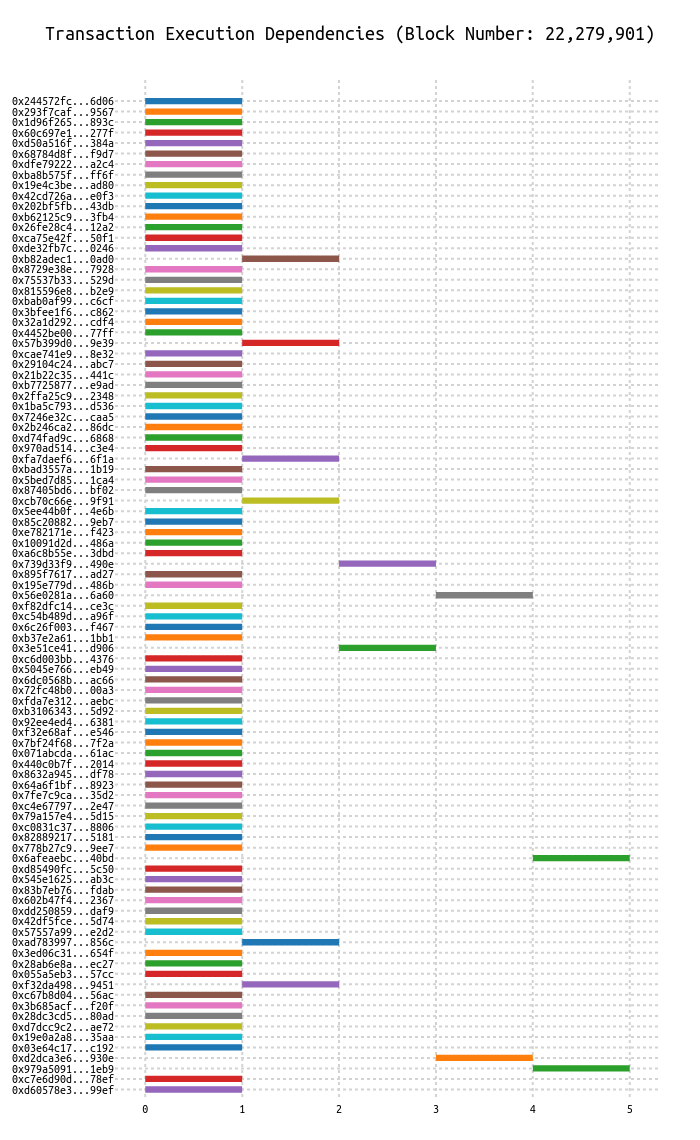 Transaction Execution Dependencies (Block Number: 22,279,901)
0x244572fc...6d06
0x293f7caf...9567
0x1d96f265...893c
0x60c697e1...277f
0xd50a516f...384a
0x68784d8f...f9d7
0xdfe79222...a2c4
0xba8b575f...ff6f
0x19e4c3be...ad80
0x42cd726a...e0f3
0x202bf5fb...43db
0xb62125c9...3fb4
0x26fe28c4...12a2
0xca75e42f...50f1
0xde32fb7c...0246
0xb82adec1...0ad0
0x8729e38e...7928
0x75537b33...529d
0x815596e8...b2e9
0xbab0af99...c6cf
0x3bfee1f6...c862
0x32a1d292...cdf4
0x4452be00...77ff
0x57b399d0...9e39
0xcae741e9...8e32
0x29104c24...abc7
0x21b22c35...441c
0xb7725877...e9ad
0x2ffa25c9...2348
0x1ba5c793...d536
0x7246e32c...caa5
0x2b246ca2...86dc
0xd74fad9c...6868
0x970ad514...c3e4
0xfa7daef6...6f1a
0xbad3557a...1b19
0x5bed7d85...1ca4
0x87405bd6...bf02
0xcb70c66e...9f91
0x5ee44b0f...4e6b
0x85c20882...9eb7
0xe782171e...f423
0x10091d2d...486a
0xa6c8b55e...3dbd
0x739d33f9...490e
0x895f7617...ad27
0x195e779d...486b
0x56e0281a...6a60
0xf82dfc14...ce3c
0xc54b489d...a96f
0x6c26f003...f467
0xb37e2a61...1bb1
0x3e51ce41...d906
0xc6d003bb...4376
0x5045e766...eb49
0x6dc0568b...ac66
0x72fc48b0...00a3
0xfda7e312...aebc
0xb3106343...5d92
0x92ee4ed4...6381
0xf32e68af...e546
0x7bf24f68...7f2a
0x071abcda...61ac
0x440c0b7f...2014
0x8632a945...df78
0x64a6f1bf...8923
0x7fe7c9ca...35d2
0xc4e67797...2e47
0x79a157e4...5d15
0xc0831c37...8806
0x82889217...5181
0x778b27c9...9ee7
0x6afeaebc...40bd
0xd85490fc...5c50
0x545e1625...ab3c
0x83b7eb76...fdab
0x602b47f4...2367
0xdd250859...daf9
0x42df5fce...5d74
0x57557a99...e2d2
0xad783997...856c
0x3ed06c31...654f
0x28ab6e8a...ec27
0x055a5eb3...57cc
0xf32da498...9451
0xc67b8d04...56ac
0x3b685acf...f20f
0x28dc3cd5...80ad
0xd7dcc9c2...ae72
0x19e0a2a8...35aa
0x03e64c17...c192
0xd2dca3e6...930e
0x979a5091...1eb9
0xc7e6d90d...78ef
0xd60578e3...99ef
0 1 2 3 4 5